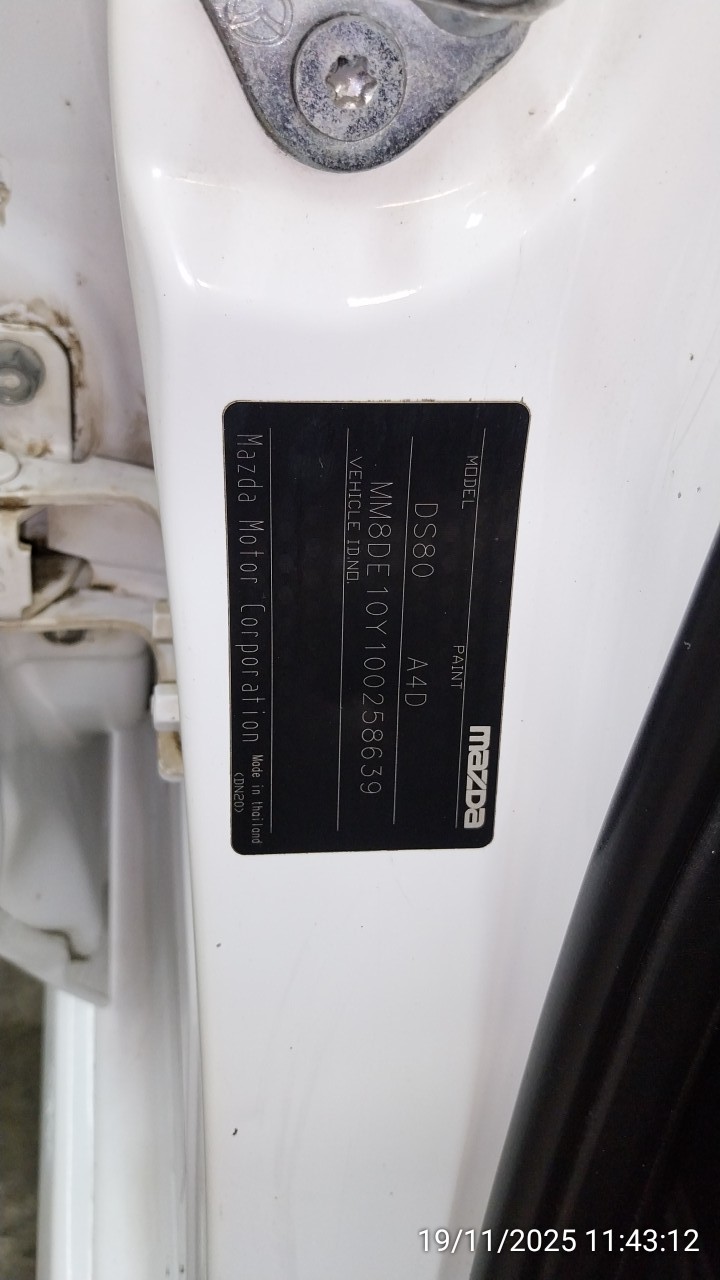 mazda
MODEL PAINT
DS80 A4D
MM8DE10Y100258639
VEHICLE ID.NO.
Mazda Motor Corporation Made in thailand
(DN20)
19/11/2025 11:43:12